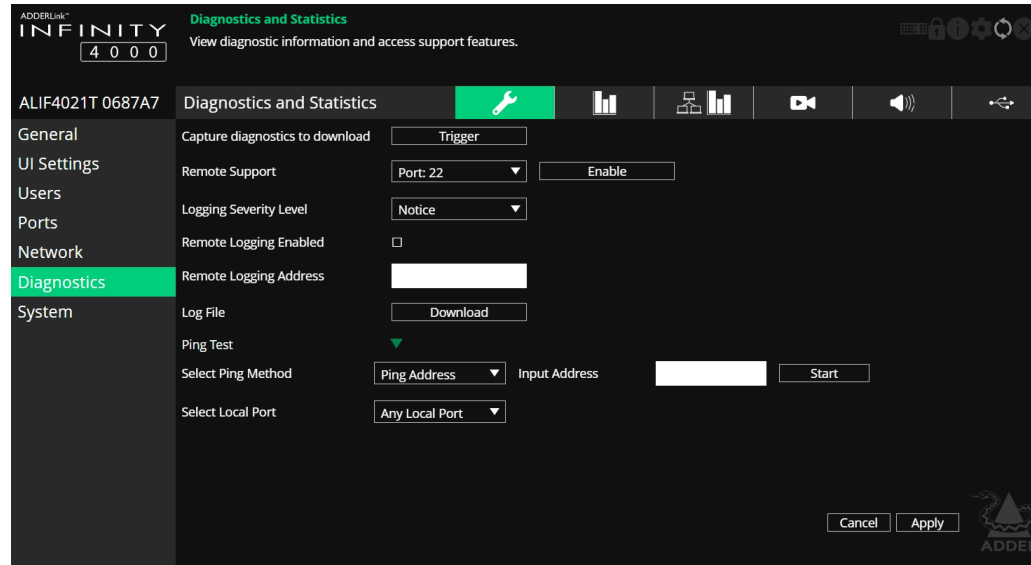 ADDERLink™
INFINITY
4000
Diagnostics and Statistics
View diagnostic information and access support features.
ALIF4021T 0687A7
Diagnostics and Statistics
General
Capture diagnostics to download
Trigger
UI Settings
Remote Support
Port: 22
Enable
Users
Logging Severity Level
Notice
Ports
Remote Logging Enabled
Network
Remote Logging Address
Diagnostics
System
Log File
Download
Ping Test
Select Ping Method
Ping Address
Input Address
Start
Select Local Port
Any Local Port
Cancel
Apply
ADDER